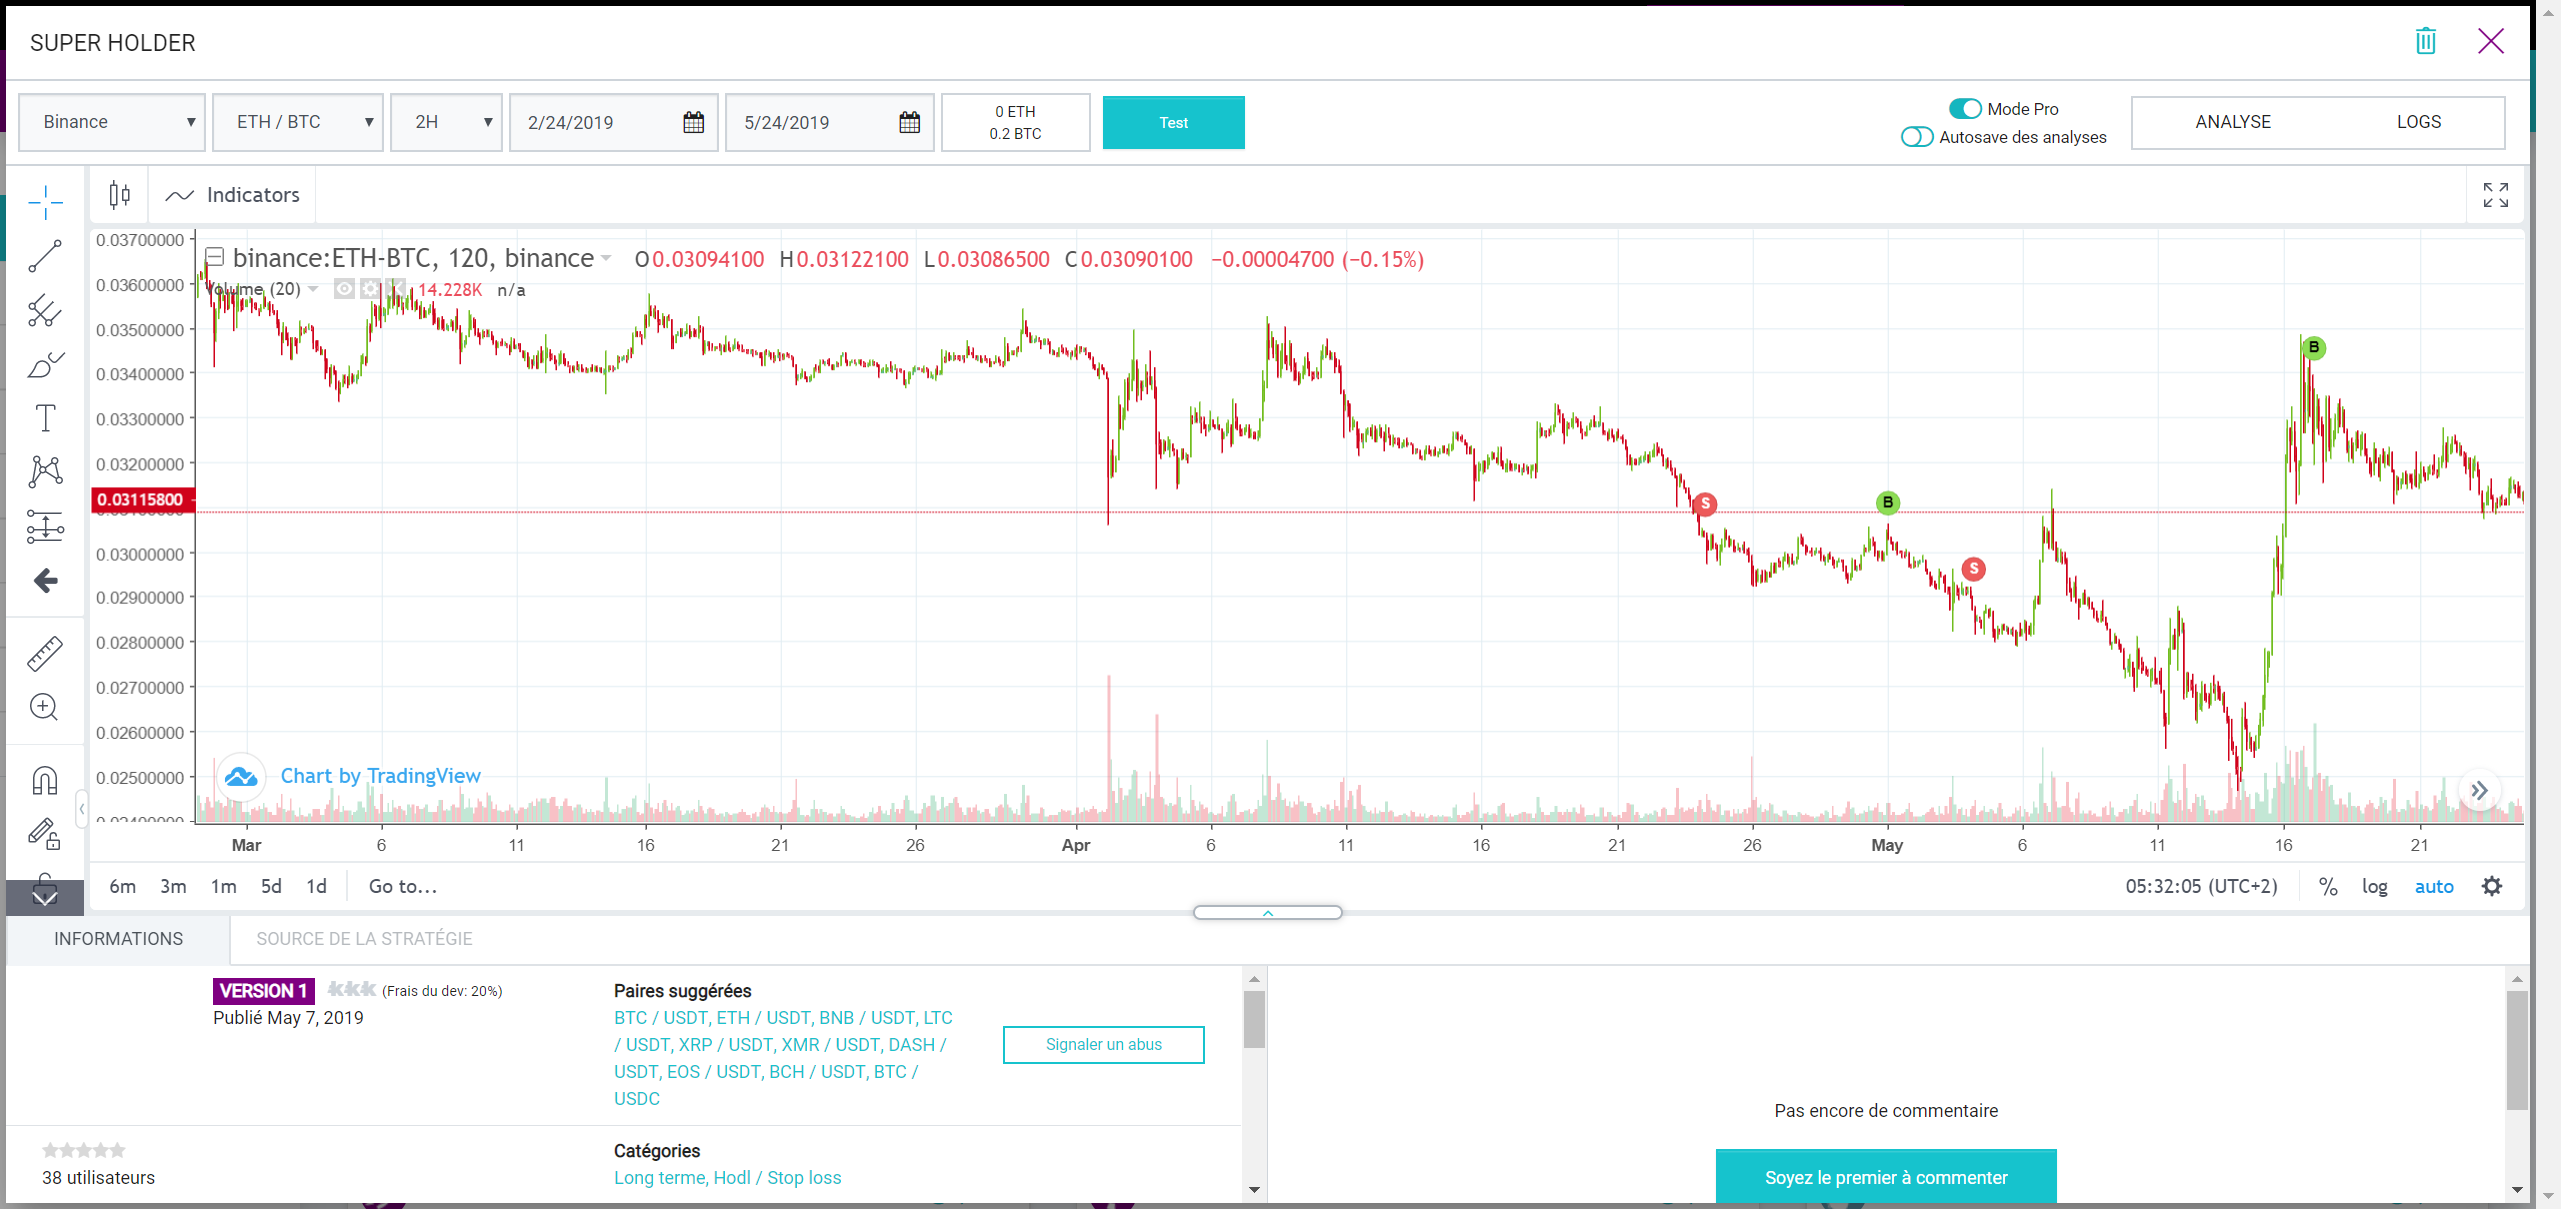 SUPER HOLDER
Binance ▼ ETH / BTC ▼ 2H ▼ 2/24/2019 5/24/2019
0 ETH
0.2 BTC
Test
Mode Pro
Autosave des analyses
ANALYSE LOGS
Indicators
binance:ETH-BTC, 120, binance O0.03094100 H0.03122100 L0.03086500 C0.03090100 −0.00004700 (−0.15%)
Volume (20) 14.228K n/a
0.03700000
0.03600000
0.03500000
0.03400000
0.03300000
0.03200000
0.03115800
0.03000000
0.02900000
0.02800000
0.02700000
0.02600000
0.02500000
0.02400000
B
S
B
S
Chart by TradingView
Mar 6 11 16 21 26 Apr 6 11 16 21 26 May 6 11 16 21
6m 3m 1m 5d 1d Go to...
05:32:05 (UTC+2) % log auto
INFORMATIONS SOURCE DE LA STRATÉGIE
VERSION 1 (Frais du dev: 20%)
Publié May 7, 2019
Paires suggérées
BTC / USDT, ETH / USDT, BNB / USDT, LTC
/ USDT, XRP / USDT, XMR / USDT, DASH /
USDT, EOS / USDT, BCH / USDT, BTC /
USDC
Signaler un abus
38 utilisateurs
Catégories
Long terme, Hodl / Stop loss
Pas encore de commentaire
Soyez le premier à commenter